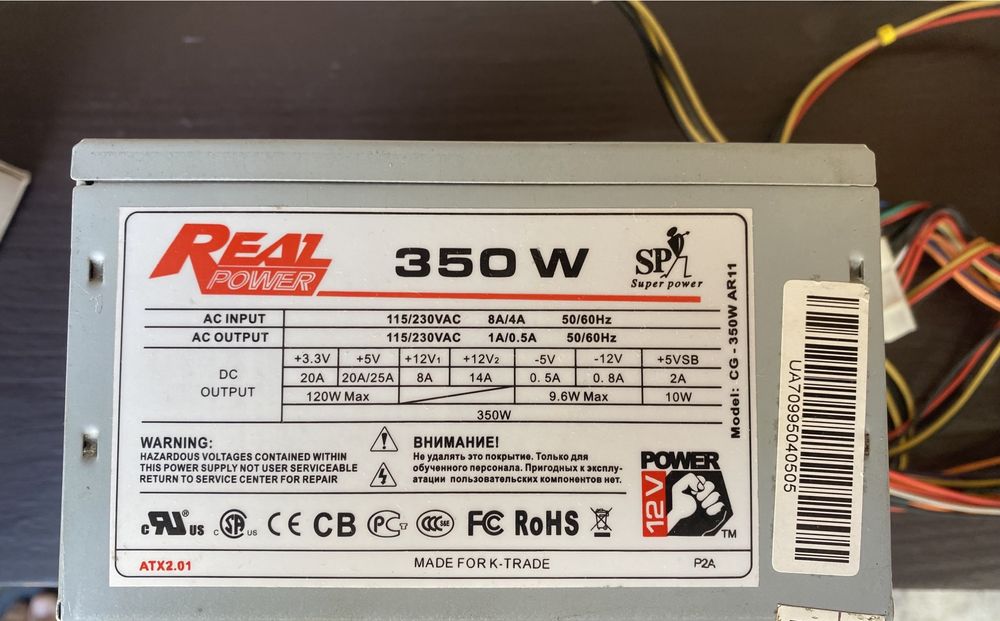 REAL POWER
350 W
SP
Super power
AC INPUT 115/230VAC 8A/4A 50/60Hz
AC OUTPUT 115/230VAC 1A/0.5A 50/60Hz
DC OUTPUT
+3.3V +5V +12V1 +12V2 -5V -12V +5VSB
20A 20A/25A 8A 14A 0.5A 0.8A 2A
120W Max 9.6W Max 10W
350W
Model: CG - 350W AR11
WARNING:
HAZARDOUS VOLTAGES CONTAINED WITHIN
THIS POWER SUPPLY NOT USER SERVICEABLE
RETURN TO SERVICE CENTER FOR REPAIR
ВНИМАНИЕ!
Не удалять это покрытие. Только для
обученного персонала. Пригодных к эксплу-
атации пользовательских компонентов нет.
POWER
12V
TM
c RU® US c SA US CE CB PCT CCC S&E FC RoHS
ATX2.01 MADE FOR K-TRADE P2A
UA70995040505